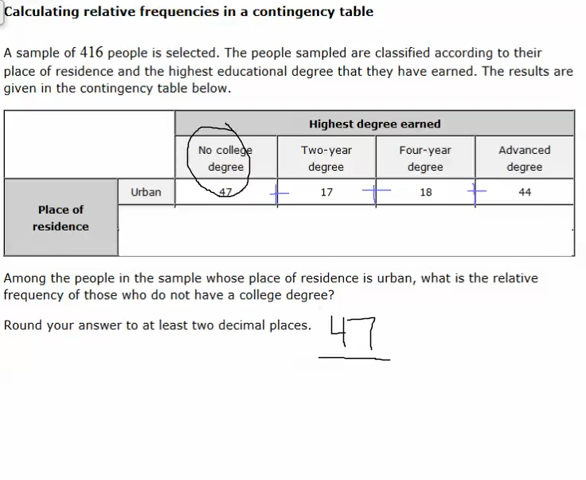 Calculating relative frequencies in a contingency table
A sample of 416 people is selected. The people sampled are classified according to their
place of residence and the highest educational degree that they have earned. The results are
given in the contingency table below.
Highest degree earned
No college degree Two-year degree Four-year degree Advanced degree
Place of residence Urban 47 17 18 44
Among the people in the sample whose place of residence is urban, what is the relative
frequency of those who do not have a college degree?
Round your answer to at least two decimal places. 47